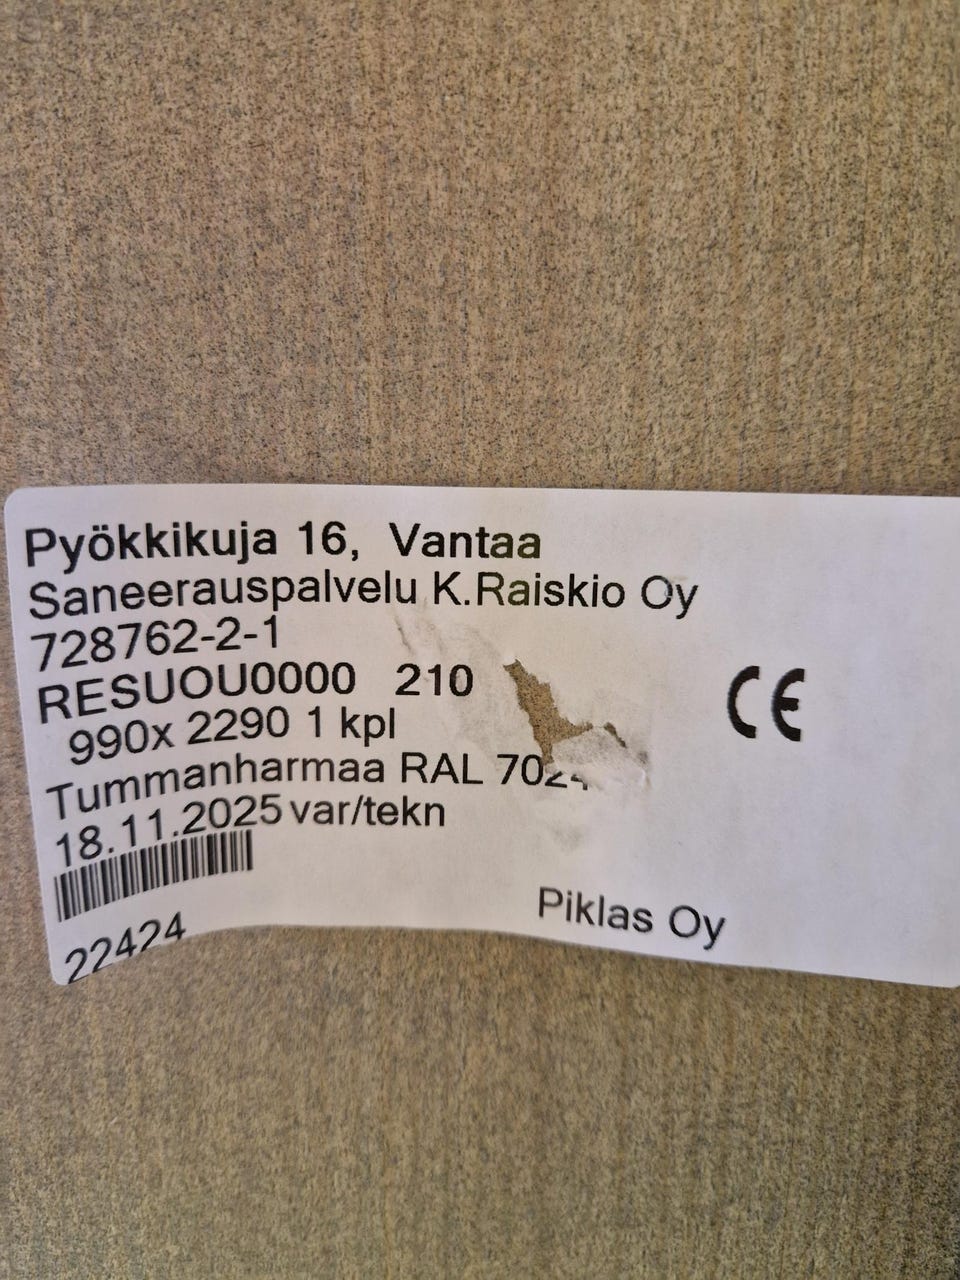 Pyökkikuja 16, Vantaa
Saneerauspalvelu K.Raiskio Oy
728762-2-1
RESUOU0000 210
990x 2290 1 kpl
CE
Tummanharmaa RAL 7024
18.11.2025 var/tekn
22424
Piklas Oy